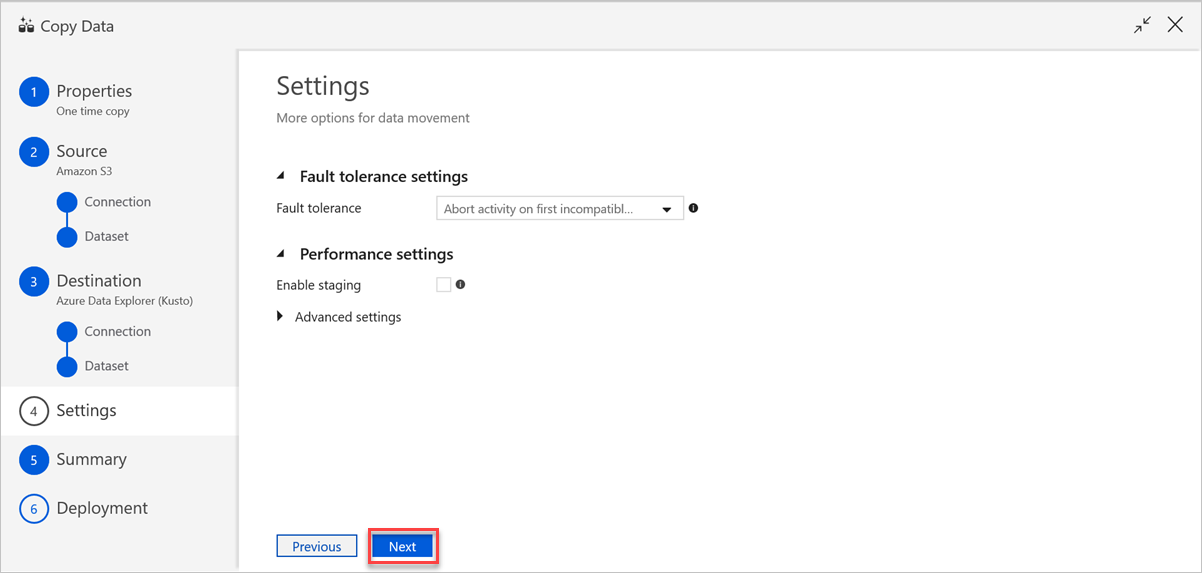 Copy Data
1 Properties
One time copy
2 Source
Amazon S3
Connection
Dataset
3 Destination
Azure Data Explorer (Kusto)
Connection
Dataset
4 Settings
5 Summary
6 Deployment
Settings
More options for data movement
Fault tolerance settings
Fault tolerance Abort activity on first incompatibl...
Performance settings
Enable staging
Advanced settings
Previous Next